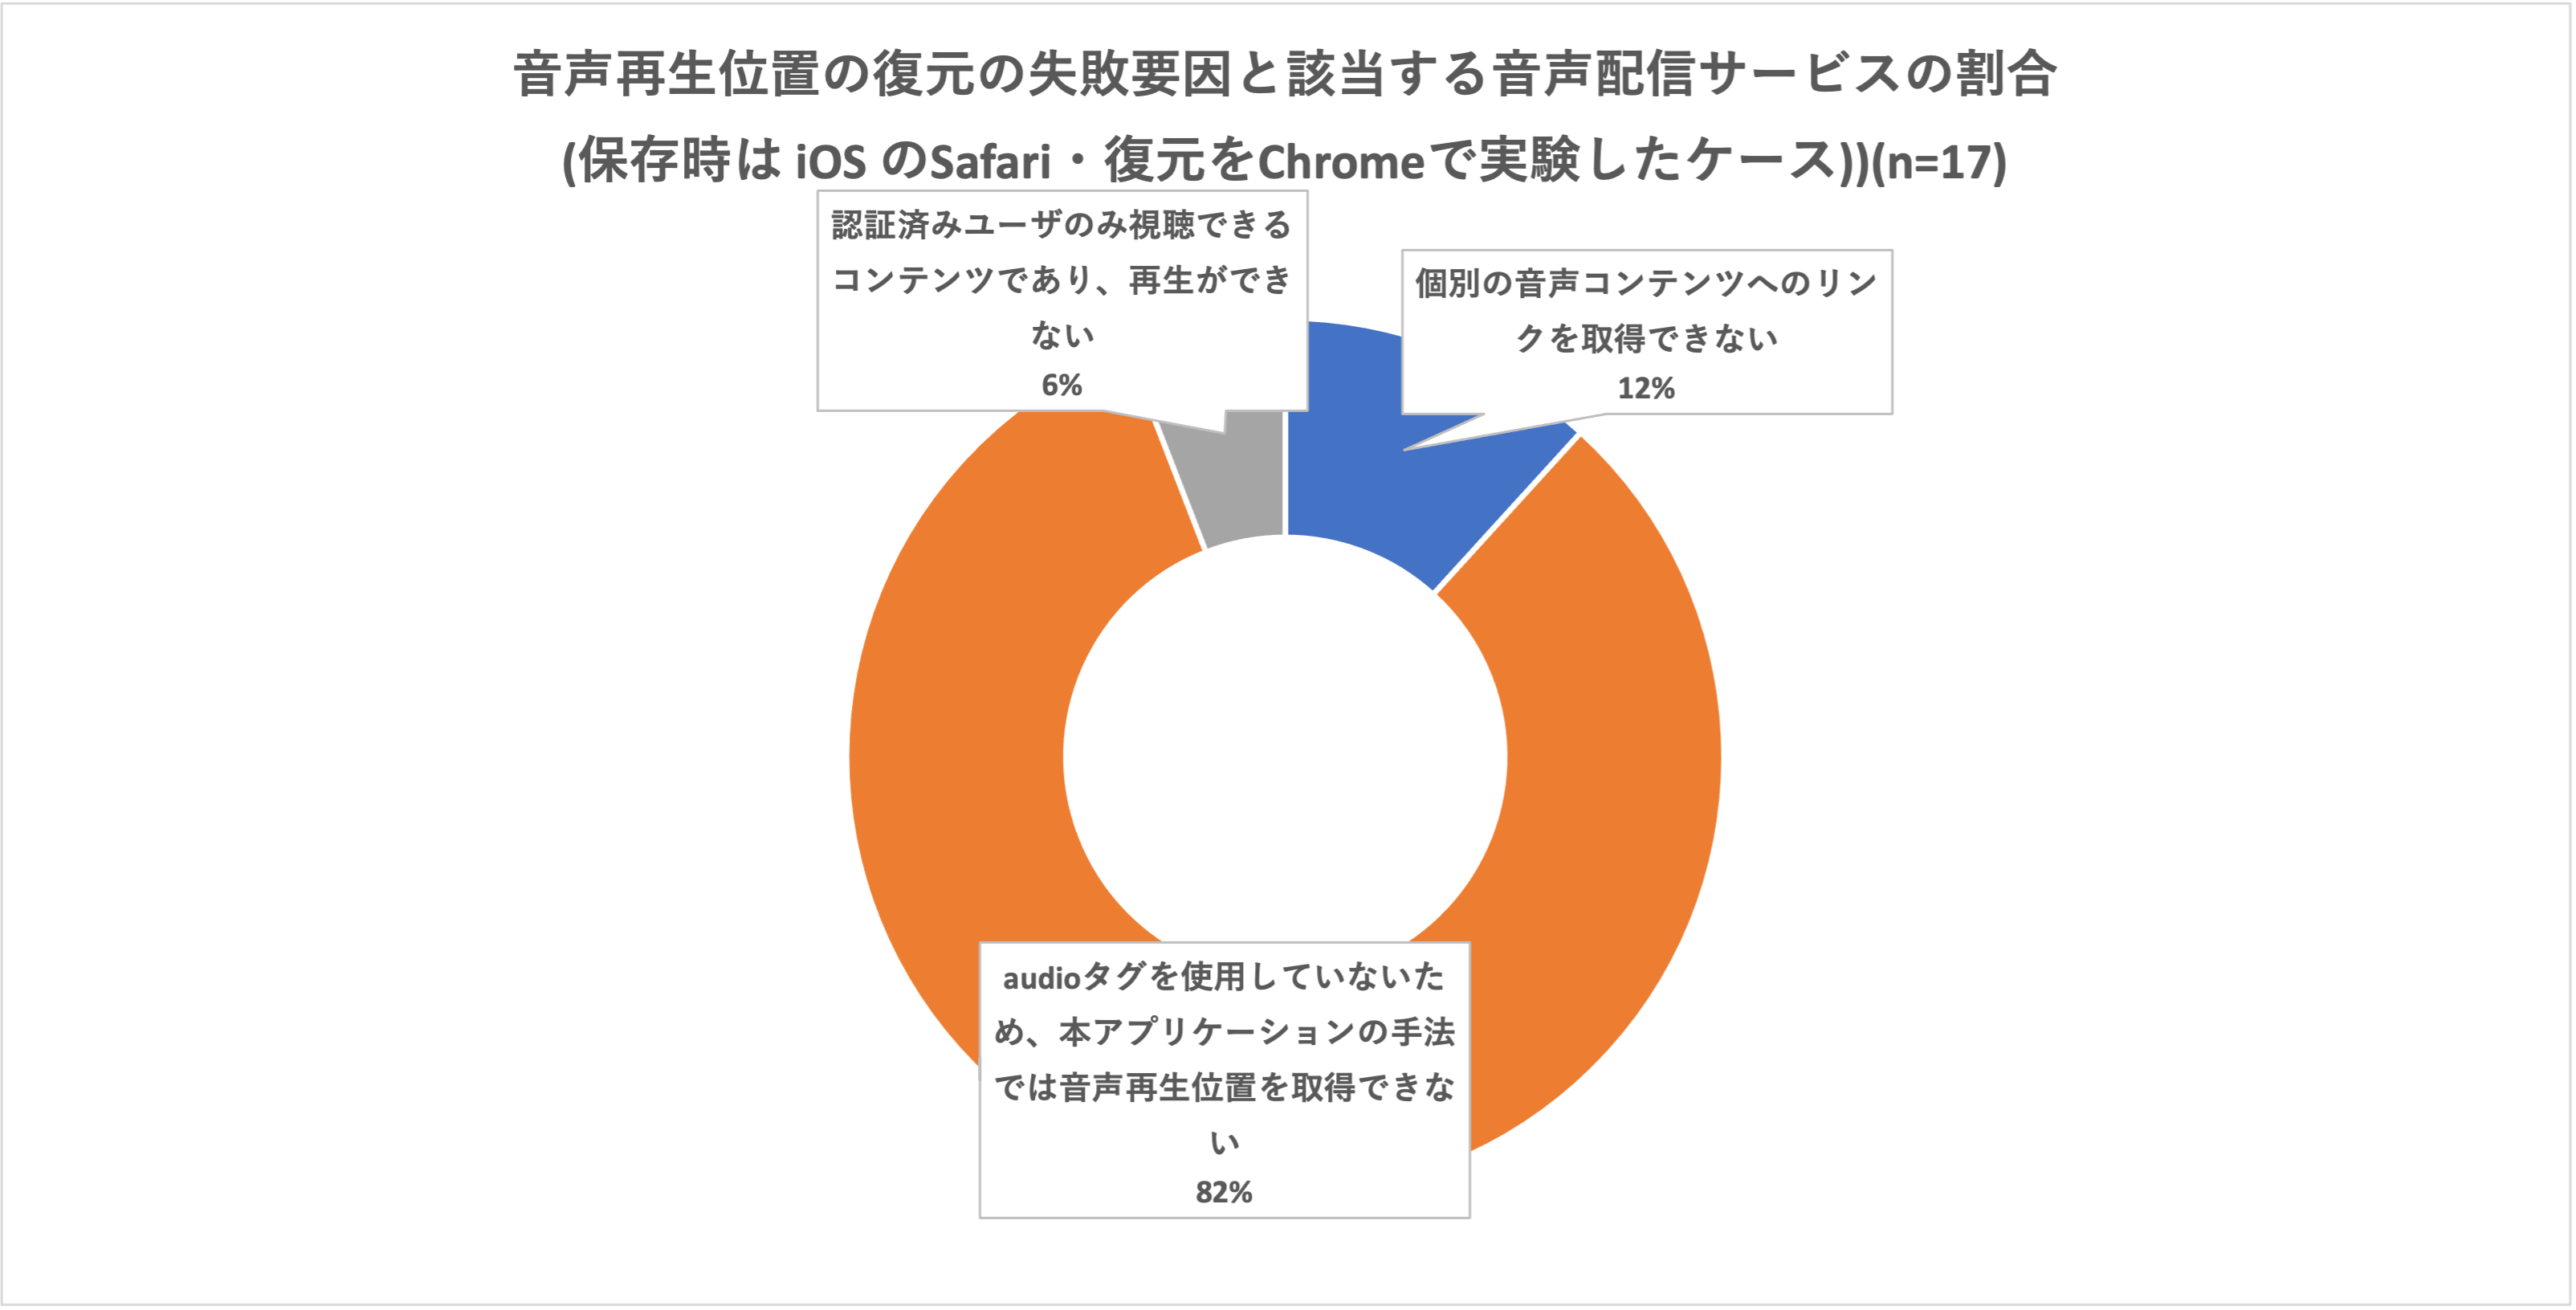 音声再生位置の復元の失敗要因と該当する音声配信サービスの割合
(保存時は iOS のSafari・復元をChromeで実験したケース))(n=17)
認証済みユーザのみ視聴できる
コンテンツであり、再生ができ
ない
6%
個別の音声コンテンツへのリン
クを取得できない
12%
audioタグを使用していないた
め、本アプリケーションの手法
では音声再生位置を取得できな
い
82%